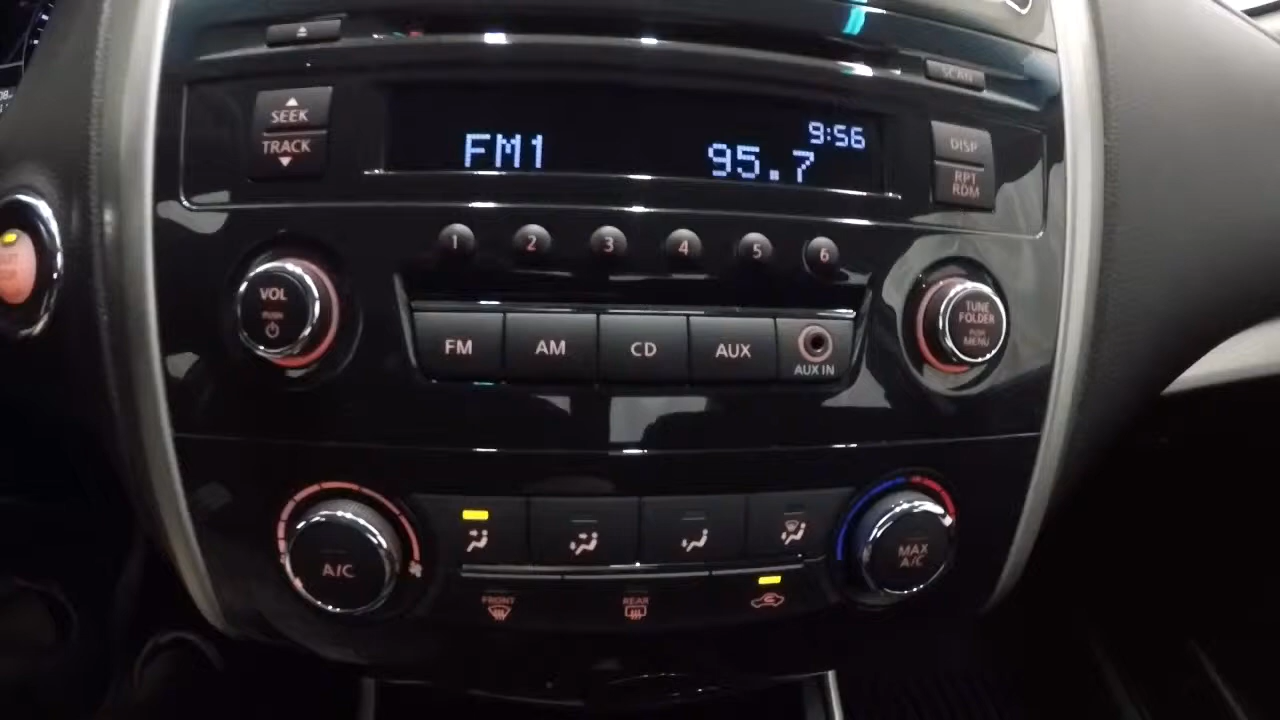 SCAN
SEEK
TRACK
FM1
95.7
9:56
DISP
RPT
RDM
1
2
3
4
5
6
VOL
PUSH
TUNE
FOLDER
PUSH
MENU
FM
AM
CD
AUX
AUX IN
A/C
MAX
A/C
FRONT
REAR